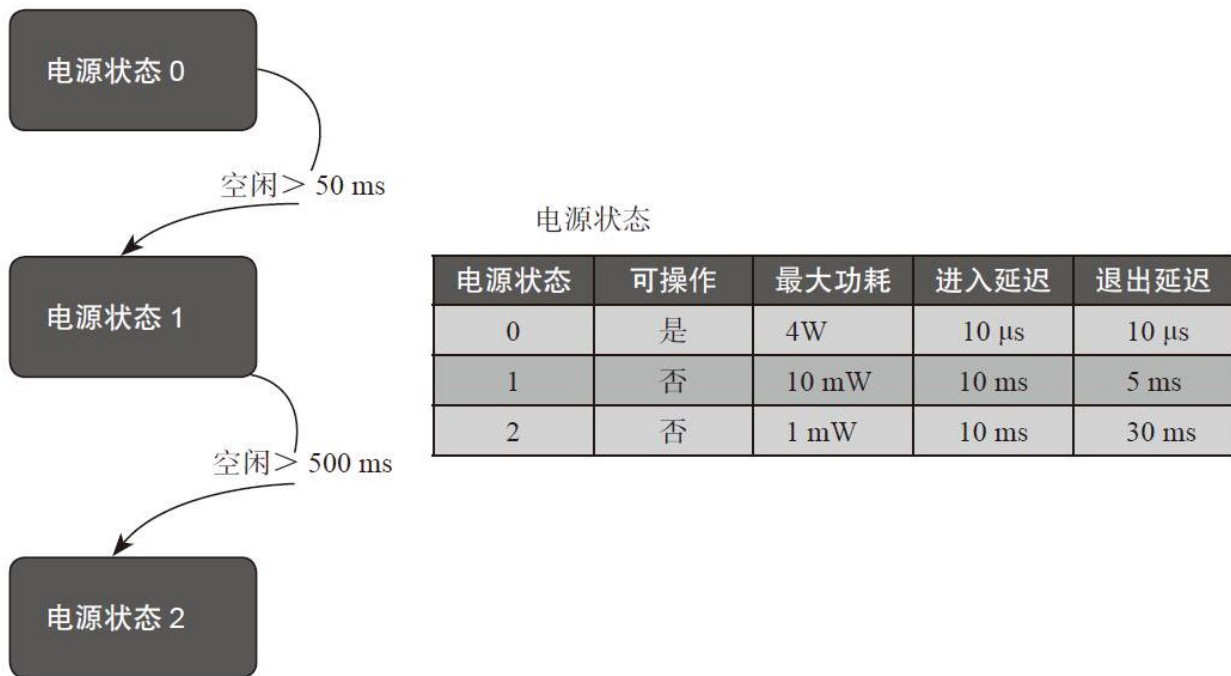 电源状态 0
空闲＞ 50 ms
电源状态 1
空闲＞ 500 ms
电源状态 2
电源状态
电源状态 可操作 最大功耗 进入延迟 退出延迟
0 是 4W 10 μs 10 μs
1 否 10 mW 10 ms 5 ms
2 否 1 mW 10 ms 30 ms